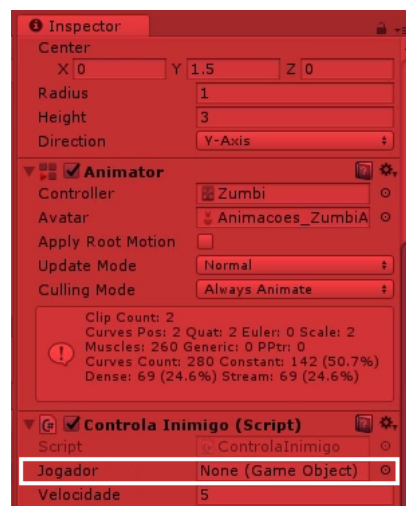 Inspector
Center
X 0 Y 1.5 Z 0
Radius 1
Height 3
Direction Y-Axis
Animator
Controller Zumbi
Avatar Animacoes_ZumbiA
Apply Root Motion
Update Mode Normal
Culling Mode Always Animate
Clip Count: 2
Curves Pos: 2 Quat: 2 Euler: 0 Scale: 2
Muscles: 260 Generic: 0 PPtr: 0
Curves Count: 280 Constant: 142 (50.7%)
Dense: 69 (24.6%) Stream: 69 (24.6%)
Controla Inimigo (Script)
Script ControlaInimigo
Jogador None (Game Object)
Velocidade 5